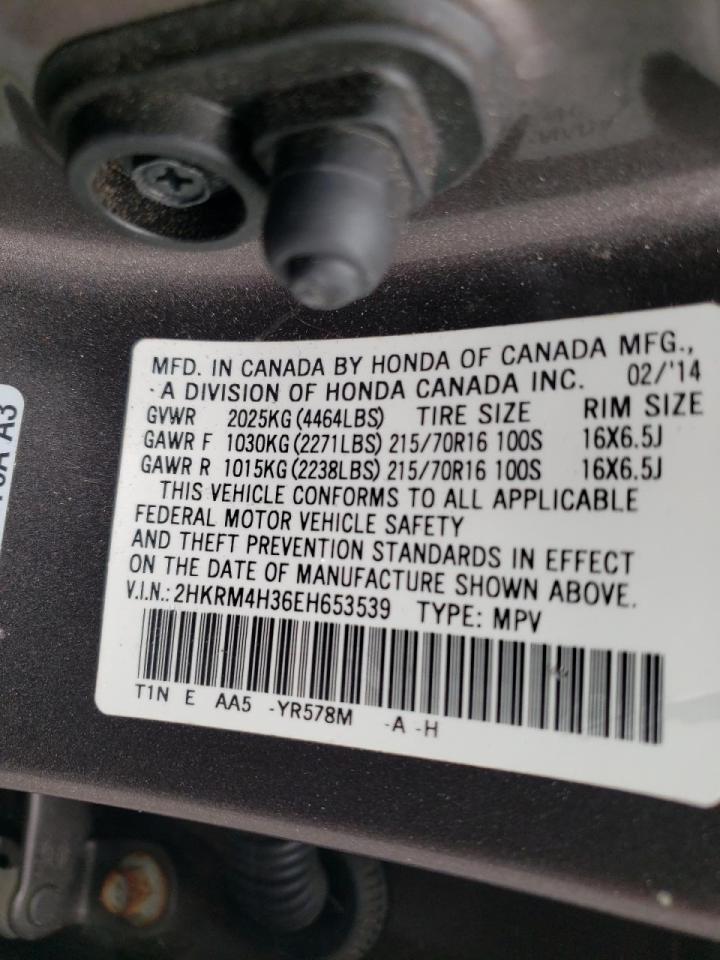 MFD. IN CANADA BY HONDA OF CANADA MFG.,
A DIVISION OF HONDA CANADA INC. 02/'14
GVWR 2025KG (4464LBS) TIRE SIZE RIM SIZE
GAWR F 1030KG (2271LBS) 215/70R16 100S 16X6.5J
GAWR R 1015KG (2238LBS) 215/70R16 100S 16X6.5J
THIS VEHICLE CONFORMS TO ALL APPLICABLE
FEDERAL MOTOR VEHICLE SAFETY
AND THEFT PREVENTION STANDARDS IN EFFECT
ON THE DATE OF MANUFACTURE SHOWN ABOVE.
V.I.N.: 2HKRM4H36EH653539 TYPE: MPV
T1N E AA5 -YR578M -A -H
A3